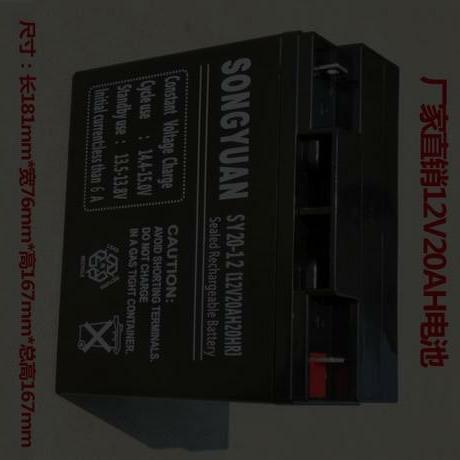 厂家直销12V20AH电池
SONGYUAN
SY20-12 [12V20AH20HR]
Sealed Rechargeable Battery
Constant Voltage Charge
Cycle use : 14.4-15.0V
Standby use : 13.5-13.8V
Initial current:less than 6 A
CAUTION:
AVOID SHORTING TERMINALS.
DO NOT CHARGE
IN A GAS TIGHT CONTAINER.
尺寸：长181mm*宽76mm*高167mm*总高167mm